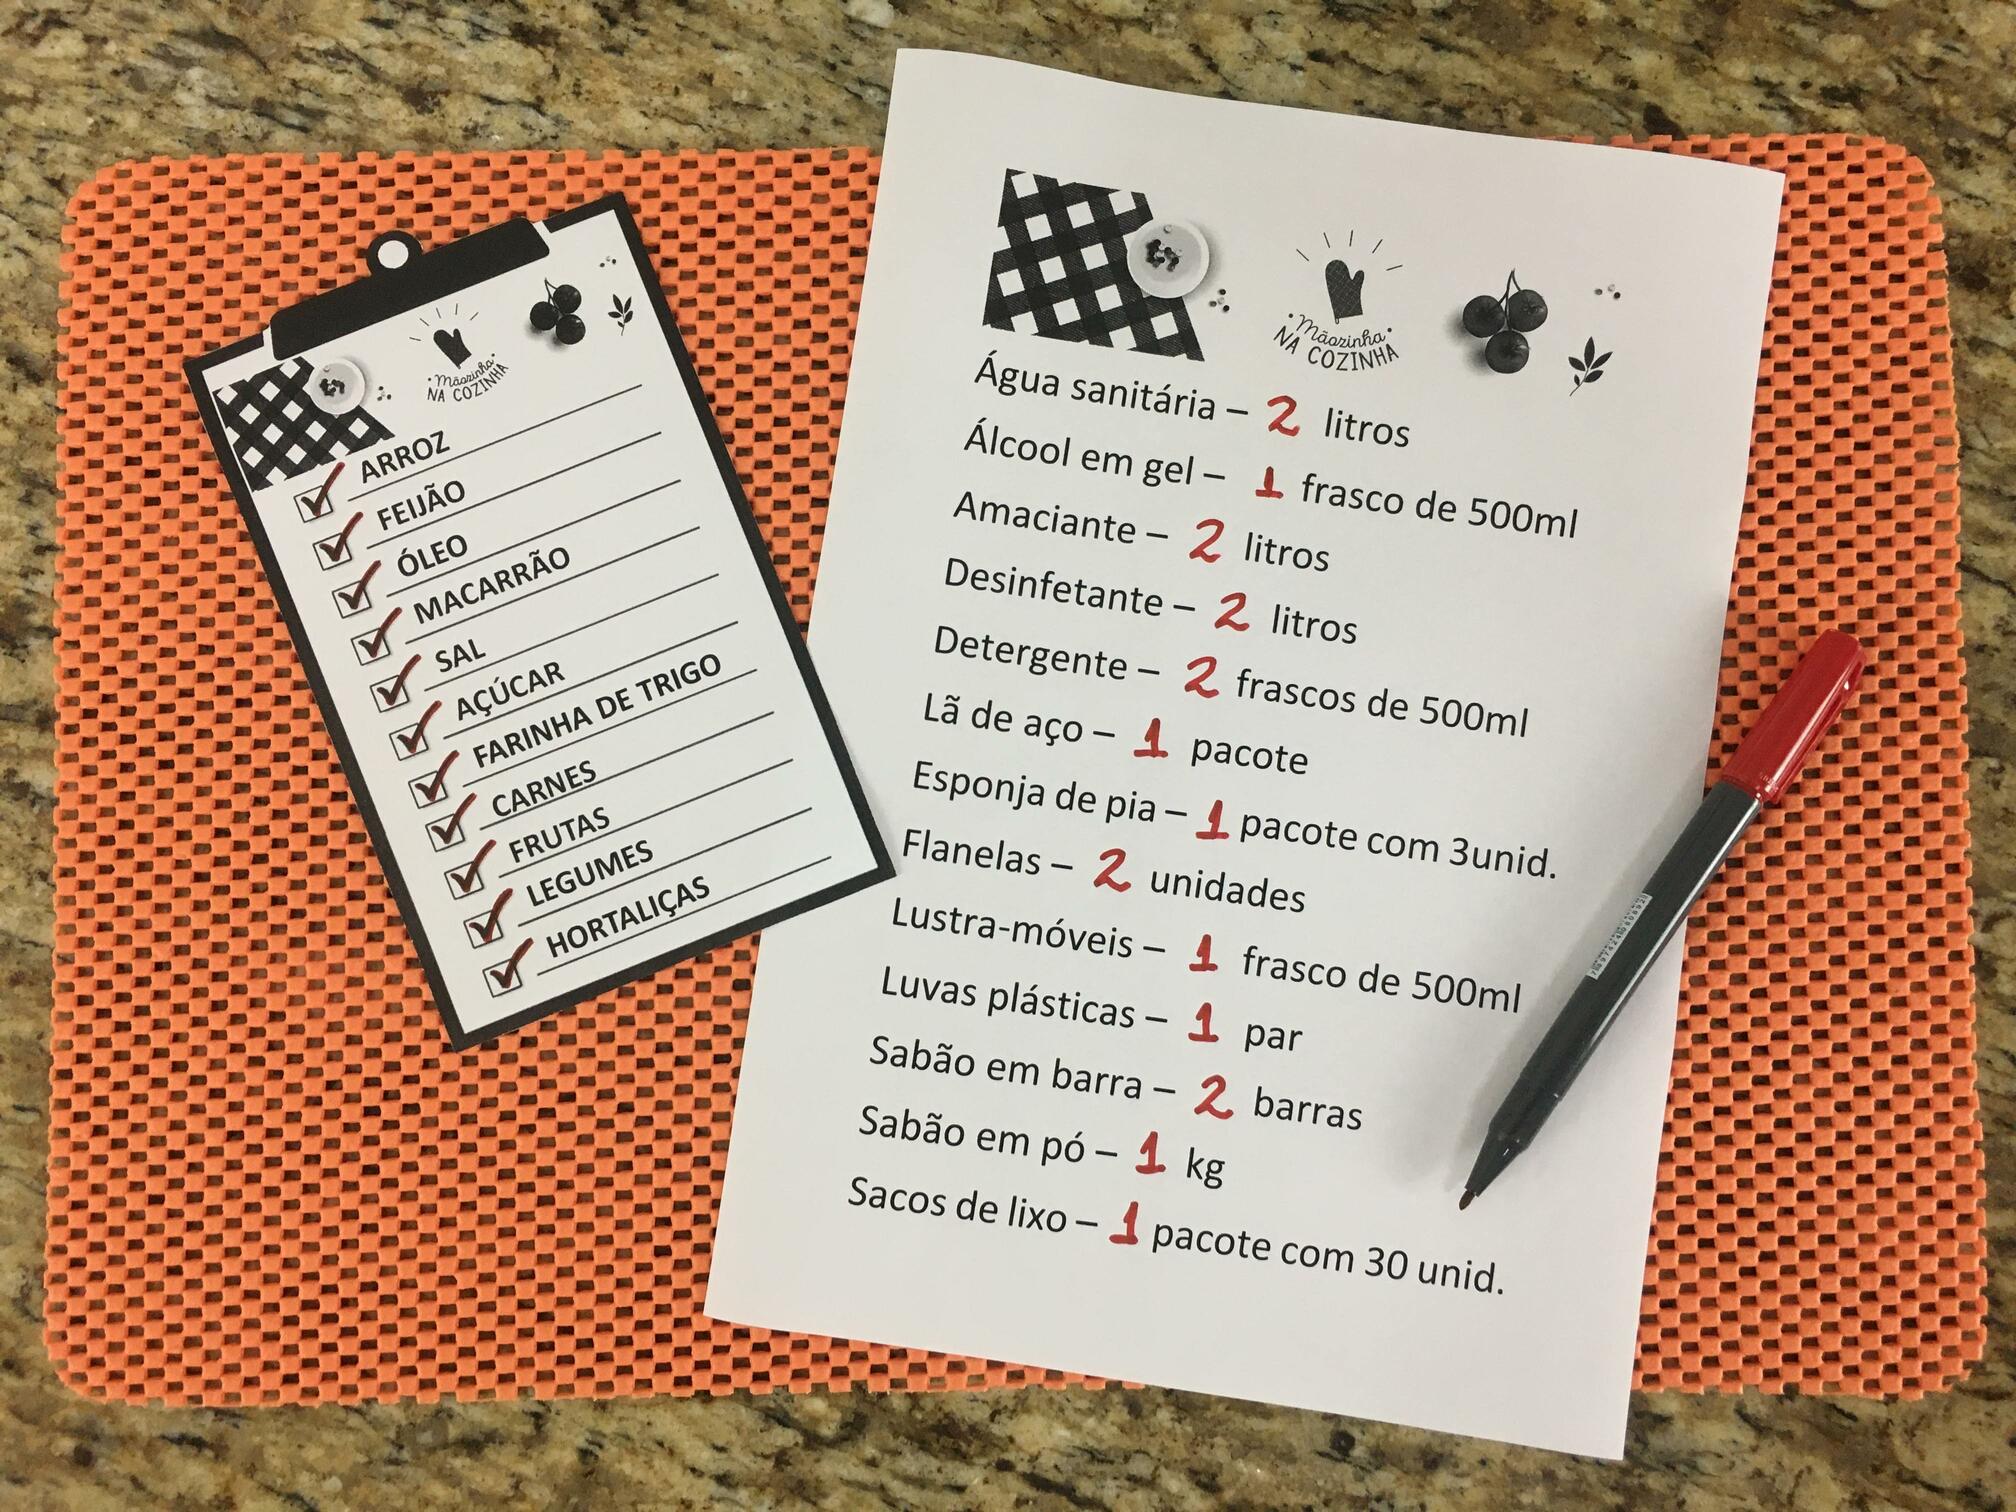 Mãozinha
NA COZINHA
ARROZ
FEIJÃO
ÓLEO
MACARRÃO
SAL
AÇÚCAR
FARINHA DE TRIGO
CARNES
FRUTAS
LEGUMES
HORTALIÇAS
Mãozinha
NA COZINHA
Água sanitária – 2 litros
Álcool em gel – 1 frasco de 500ml
Amaciante – 2 litros
Desinfetante – 2 litros
Detergente – 2 frascos de 500ml
Lã de aço – 1 pacote
Esponja de pia – 1 pacote com 3unid.
Flanelas – 2 unidades
Lustra-móveis – 1 frasco de 500ml
Luvas plásticas – 1 par
Sabão em barra – 2 barras
Sabão em pó – 1 kg
Sacos de lixo – 1 pacote com 30 unid.